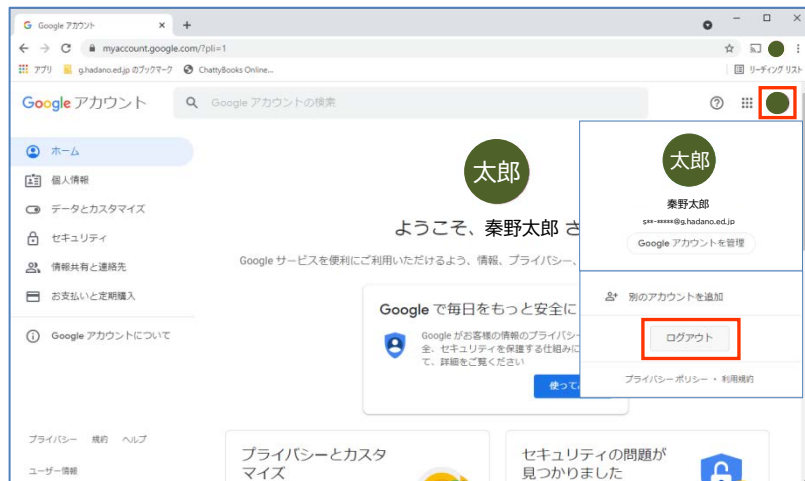 Google アカウント
myaccount.google.com/?pli=1
アプリ g.hadano.ed.jp のブックマーク ChattyBooks Online... リーディング リスト
Google アカウント Google アカウントの検索
ホーム
個人情報
データとカスタマイズ
セキュリティ
情報共有と連絡先
お支払いと定期購入
Google アカウントについて
プライバシー 規約 ヘルプ
ユーザー情報
太郎
ようこそ、秦野太郎 さ
Google サービスを便利にご利用いただけるよう、情報、プライバシー、
Google で毎日をもっと安全に
Google がお客様の情報のプライバシー
全、セキュリティを保護する仕組みに
て、詳細をご覧ください
使って
プライバシーとカスタ
マイズ
セキュリティの問題が
見つかりました
太郎
秦野太郎
s**-*****@g.hadano.ed.jp
Google アカウントを管理
別のアカウントを追加
ログアウト
プライバシー ポリシー ・ 利用規約